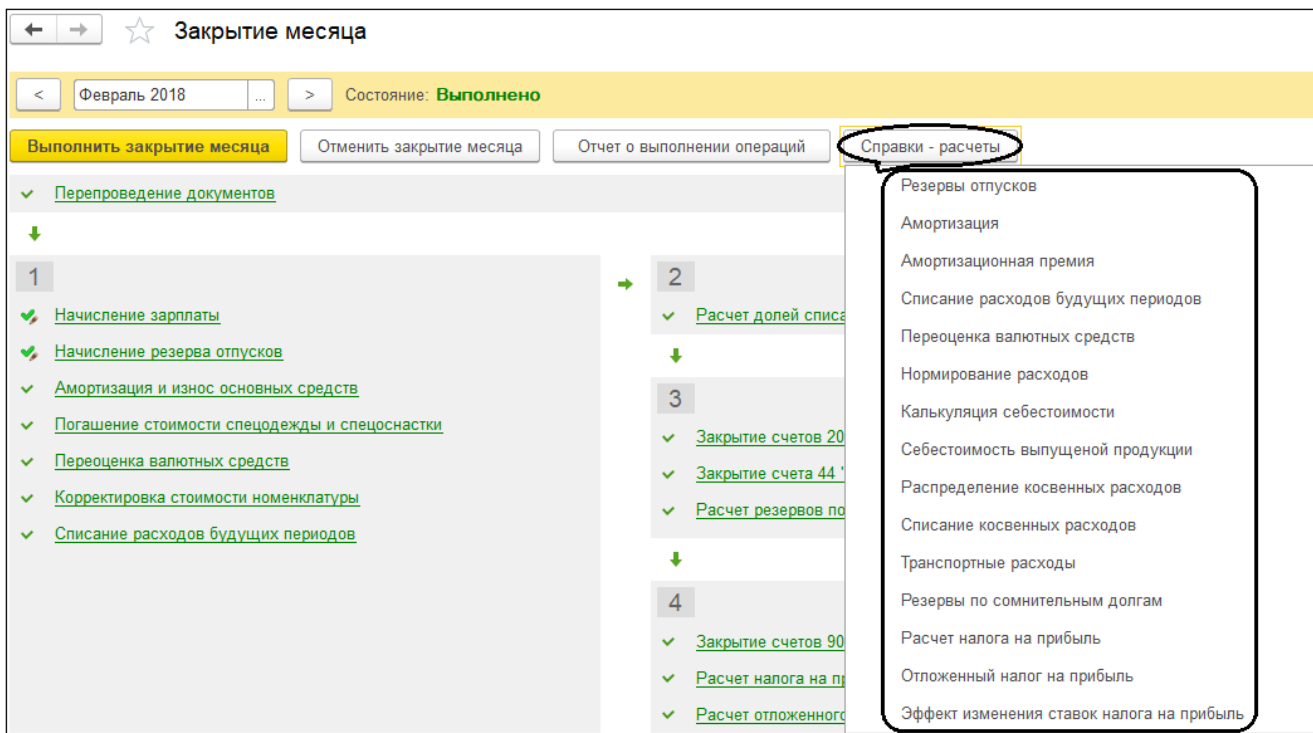 Закрытие месяца
< Февраль 2018 ... > Состояние: Выполнено
Выполнить закрытие месяца Отменить закрытие месяца Отчет о выполнении операций Справки - расчеты
Перепроведение документов
1
Начисление зарплаты
Начисление резерва отпусков
Амортизация и износ основных средств
Погашение стоимости спецодежды и спецоснастки
Переоценка валютных средств
Корректировка стоимости номенклатуры
Списание расходов будущих периодов
2
Расчет долей списа
3
Закрытие счетов 20
Закрытие счета 44 "
Расчет резервов по
4
Закрытие счетов 90
Расчет налога на пр
Расчет отложенного
Резервы отпусков
Амортизация
Амортизационная премия
Списание расходов будущих периодов
Переоценка валютных средств
Нормирование расходов
Калькуляция себестоимости
Себестоимость выпущеной продукции
Распределение косвенных расходов
Списание косвенных расходов
Транспортные расходы
Резервы по сомнительным долгам
Расчет налога на прибыль
Отложенный налог на прибыль
Эффект изменения ставок налога на прибыль